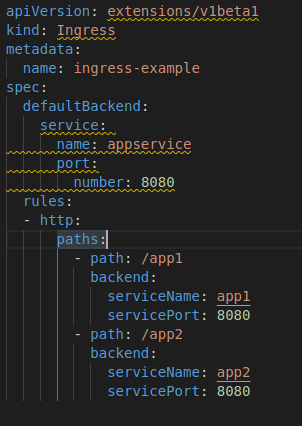 apiVersion: extensions/v1beta1
kind: Ingress
metadata:
  name: ingress-example
spec:
  defaultBackend:
    service:
      name: appservice
      port:
        number: 8080
  rules:
  - http:
      paths:
        - path: /app1
          backend:
            serviceName: app1
            servicePort: 8080
        - path: /app2
          backend:
            serviceName: app2
            servicePort: 8080